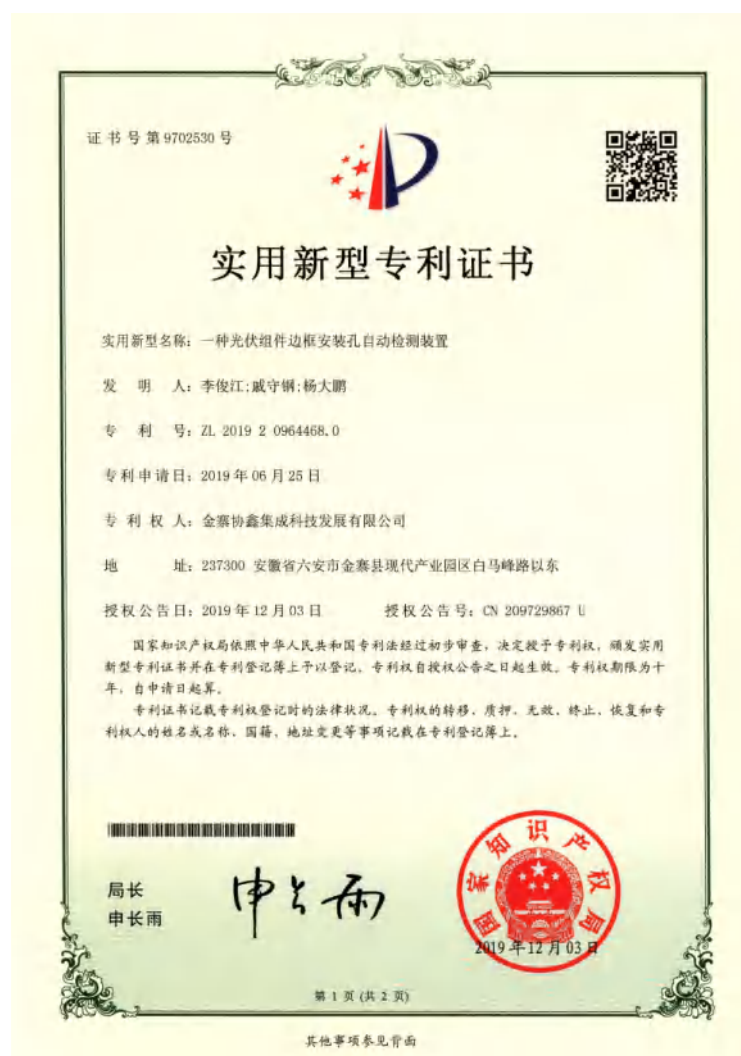 证书号第9702530号
实用新型专利证书
实用新型名称：一种光伏组件边框安装孔自动检测装置
发明人：李俊江;戚守钢;杨大鹏
专利号：ZL 2019 2 0964468.0
专利申请日：2019年06月25日
专利权人：金寨协鑫集成科技发展有限公司
地址：237300 安徽省六安市金寨县现代产业园区白马峰路以东
授权公告日：2019年12月03日 授权公告号：CN 209729867 U
国家知识产权局依照中华人民共和国专利法经过初步审查，决定授予专利权，颁发实用
新型专利证书并在专利登记簿上予以登记。专利权自授权公告之日起生效。专利权期限为十
年，自申请日起算。
专利证书记载专利权登记时的法律状况。专利权的转移、质押、无效、终止、恢复和专
利权人的姓名或名称、国籍、地址变更等事项记载在专利登记簿上。
局长
申长雨
申长雨
国家知识产权局
2019年12月03日
第 1 页 (共 2 页)
其他事项参见背面